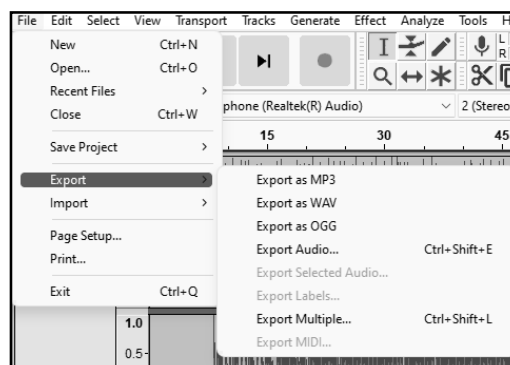 File Edit Select View Transport Tracks Generate Effect Analyze Tools
New Ctrl+N
Open... Ctrl+O
Recent Files >
Close Ctrl+W
Save Project >
Export >
Import >
Page Setup...
Print...
Exit Ctrl+Q
phone (Realtek(R) Audio) 2 (Stereo
15 30 45
Export as MP3
Export as WAV
Export as OGG
Export Audio... Ctrl+Shift+E
Export Selected Audio...
Export Labels...
Export Multiple... Ctrl+Shift+L
Export MIDI...
L
R
1.0
0.5-